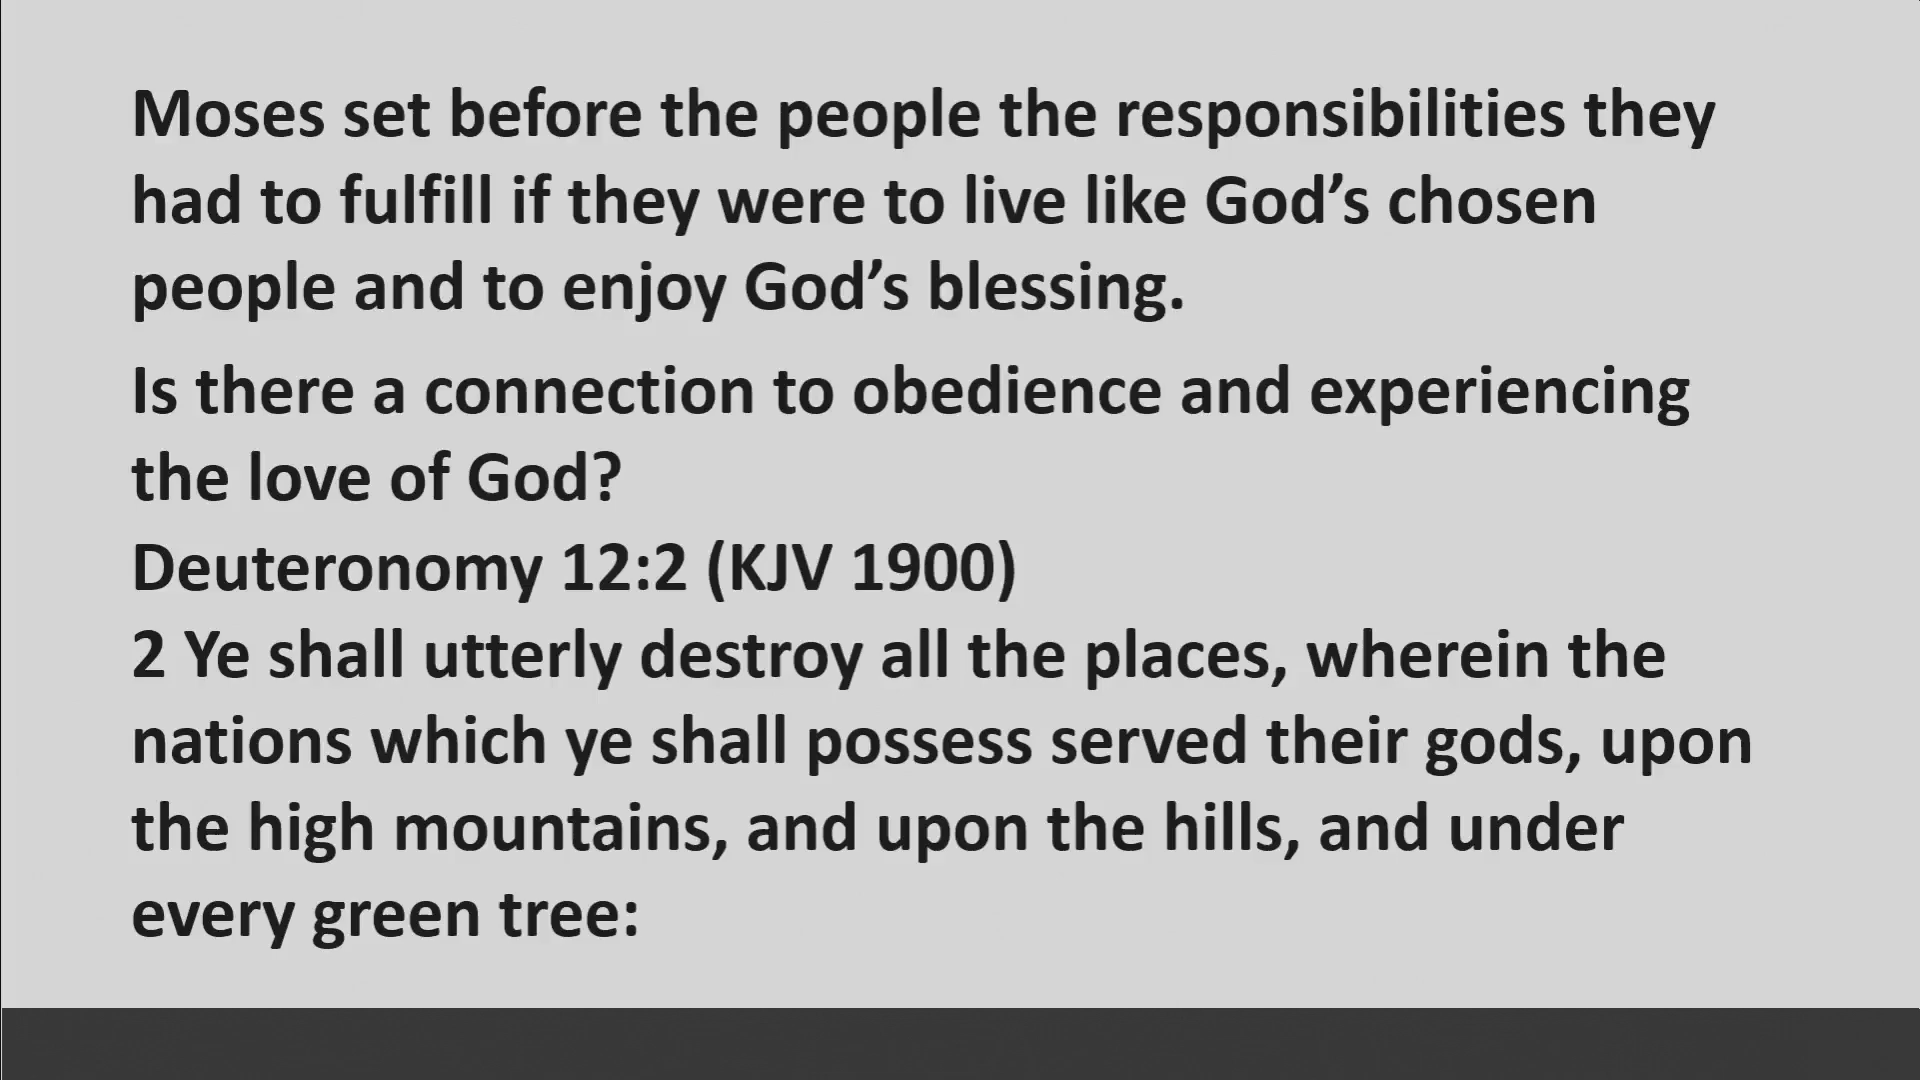 Moses set before the people the responsibilities they
had to fulfill if they were to live like God’s chosen
people and to enjoy God’s blessing.
Is there a connection to obedience and experiencing
the love of God?
Deuteronomy 12:2 (KJV 1900)
2 Ye shall utterly destroy all the places, wherein the
nations which ye shall possess served their gods, upon
the high mountains, and upon the hills, and under
every green tree: